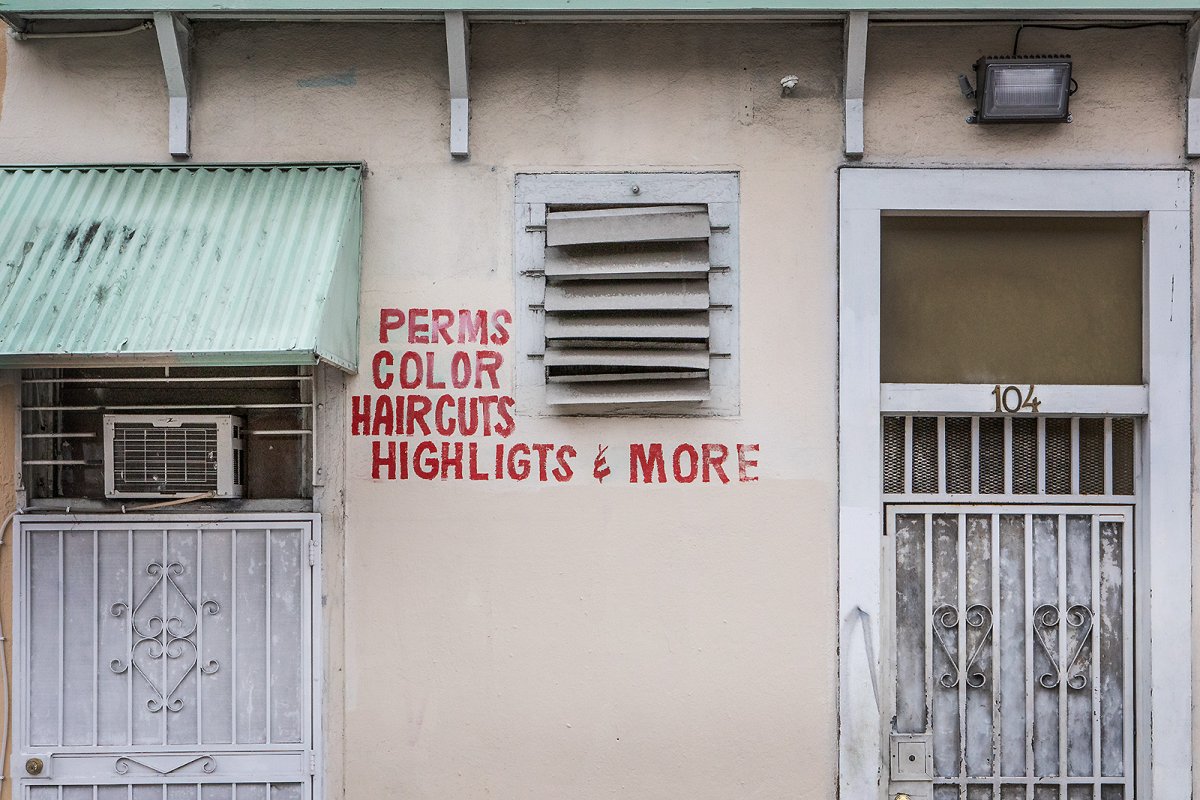 PERMS
COLOR
HAIRCUTS
HIGHLIGTS & MORE
104